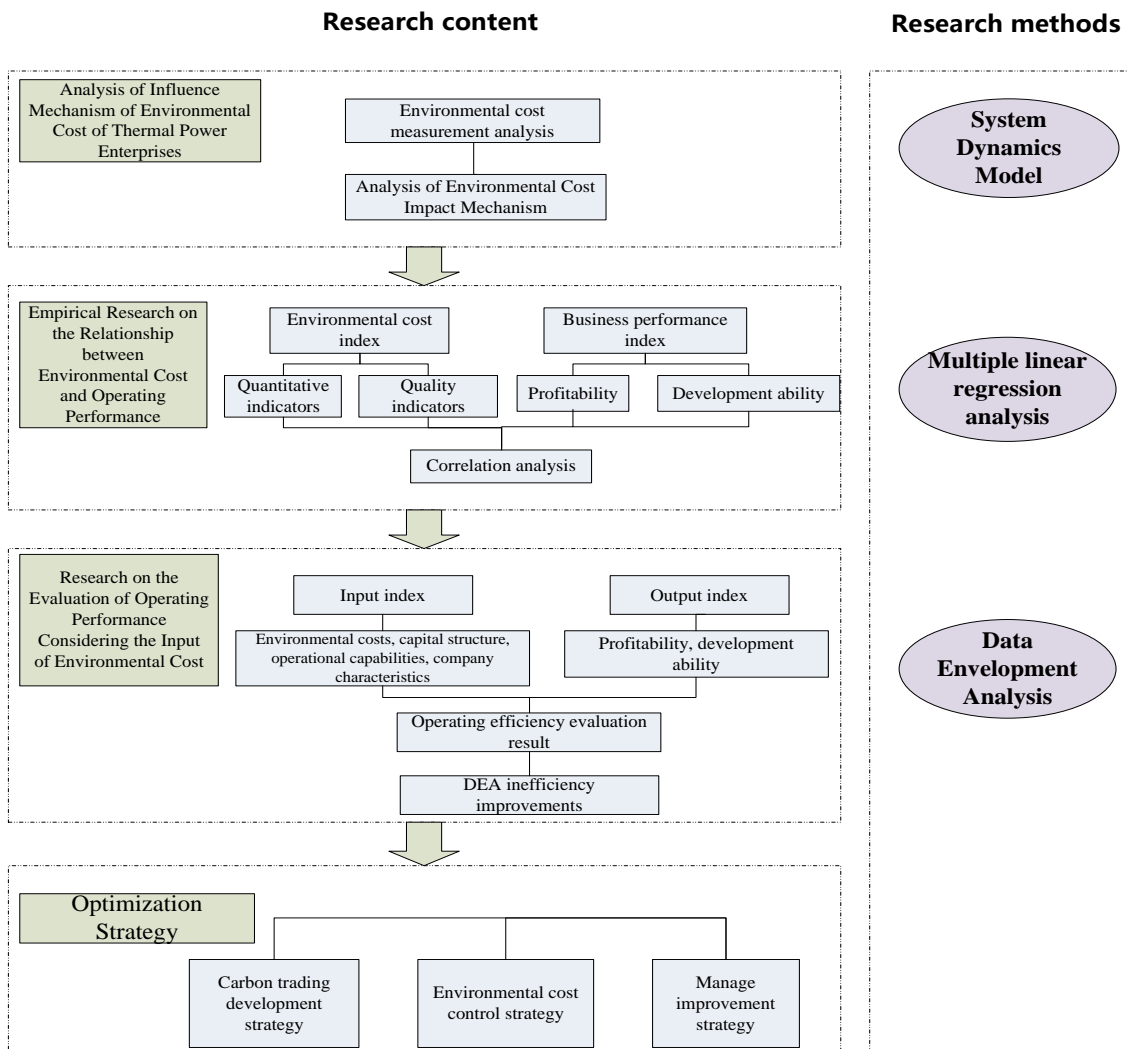 Research content
Research methods
Analysis of Influence
Mechanism of Environmental
Cost of Thermal Power
Enterprises
Environmental cost
measurement analysis
Analysis of Environmental Cost
Impact Mechanism
System
Dynamics
Model
Empirical Research on
the Relationship
between
Environmental Cost
and Operating
Performance
Environmental cost
index
Business performance
index
Quantitative
indicators
Quality
indicators
Profitability
Development ability
Correlation analysis
Multiple linear
regression
analysis
Research on the
Evaluation of Operating
Performance
Considering the Input
of Environmental Cost
Input index
Output index
Environmental costs, capital structure,
operational capabilities, company
characteristics
Profitability, development
ability
Operating efficiency evaluation
result
DEA inefficiency
improvements
Data
Envelopment
Analysis
Optimization
Strategy
Carbon trading
development
strategy
Environmental cost
control strategy
Manage
improvement
strategy